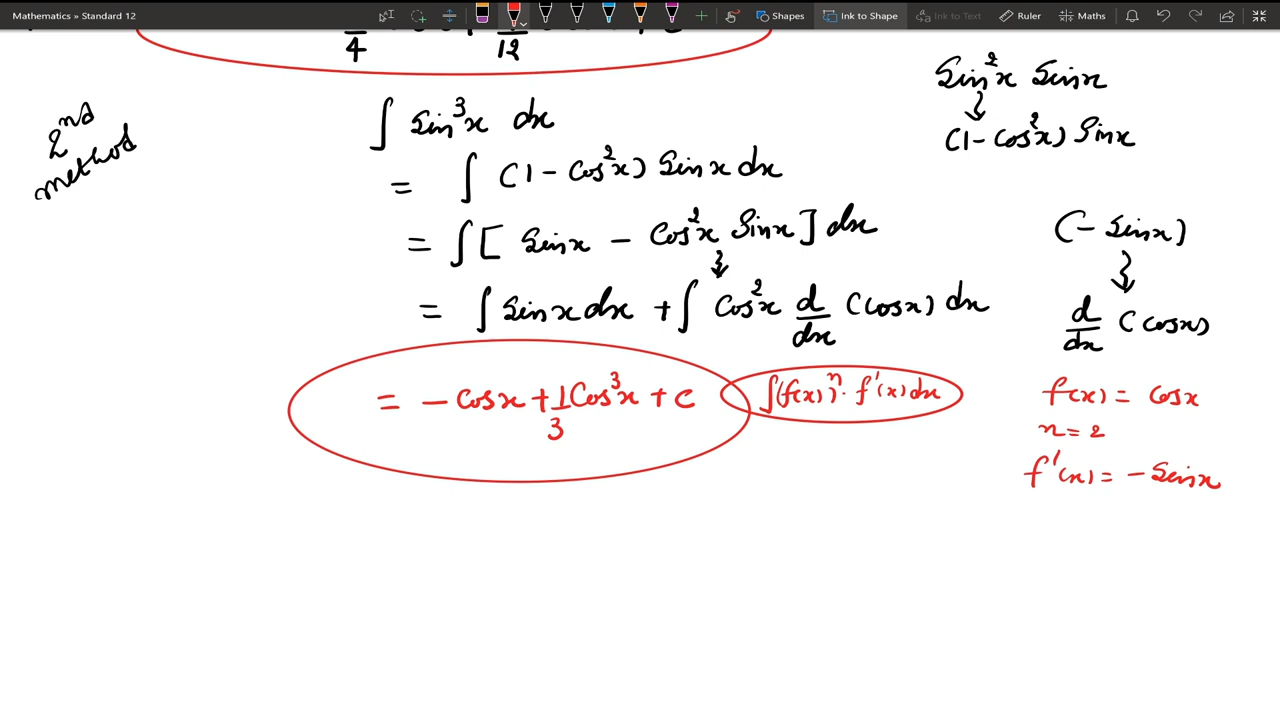 Mathematics » Standard 12
Shapes
Ink to Shape
Ink to Text
Ruler
Maths
4 12
2nd method
∫ Sin³x dx
= ∫ (1 - Cos²x) Sinx dx
= ∫ [ Sinx - Cos²x Sinx ] dx
= ∫ Sinx dx + ∫ Cos²x d/dx (Cosx) dx
= - Cosx + 1/3 Cos³x + c
∫(f(x))ⁿ · f'(x) dx
Sin²x Sinx
(1 - Cos²x) Sinx
(- Sinx)
d/dx (Cosx)
f(x) = Cosx
n = 2
f'(x) = - Sinx